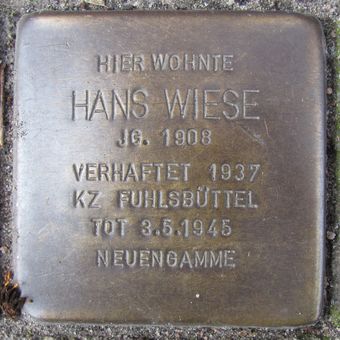 HIER WOHNTE
HANS WIESE
JG. 1908
VERHAFTET 1937
KZ FUHLSBÜTTEL
TOT 3.5.1945
NEUENGAMME